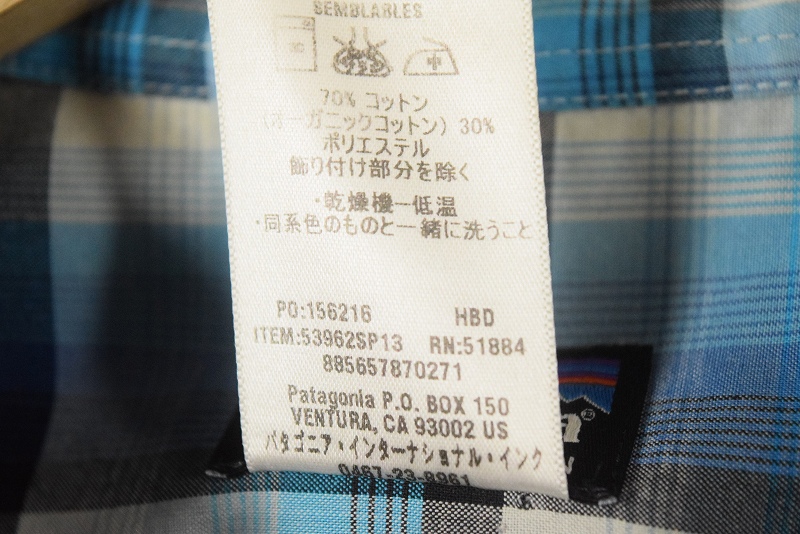 SEMBLABLES
中
70% コットン
(オーガニックコットン) 30%
ポリエステル
飾り付け部分を除く
・乾燥機ー低温
・同系色のものと一緒に洗うこと
PO:156216 HBD
ITEM:53962SP13 RN:51884
885657870271
Patagonia P.O. BOX 150
VENTURA, CA 93002 US
パタゴニア・インターナショナル・インク
0467-23-8961
a®